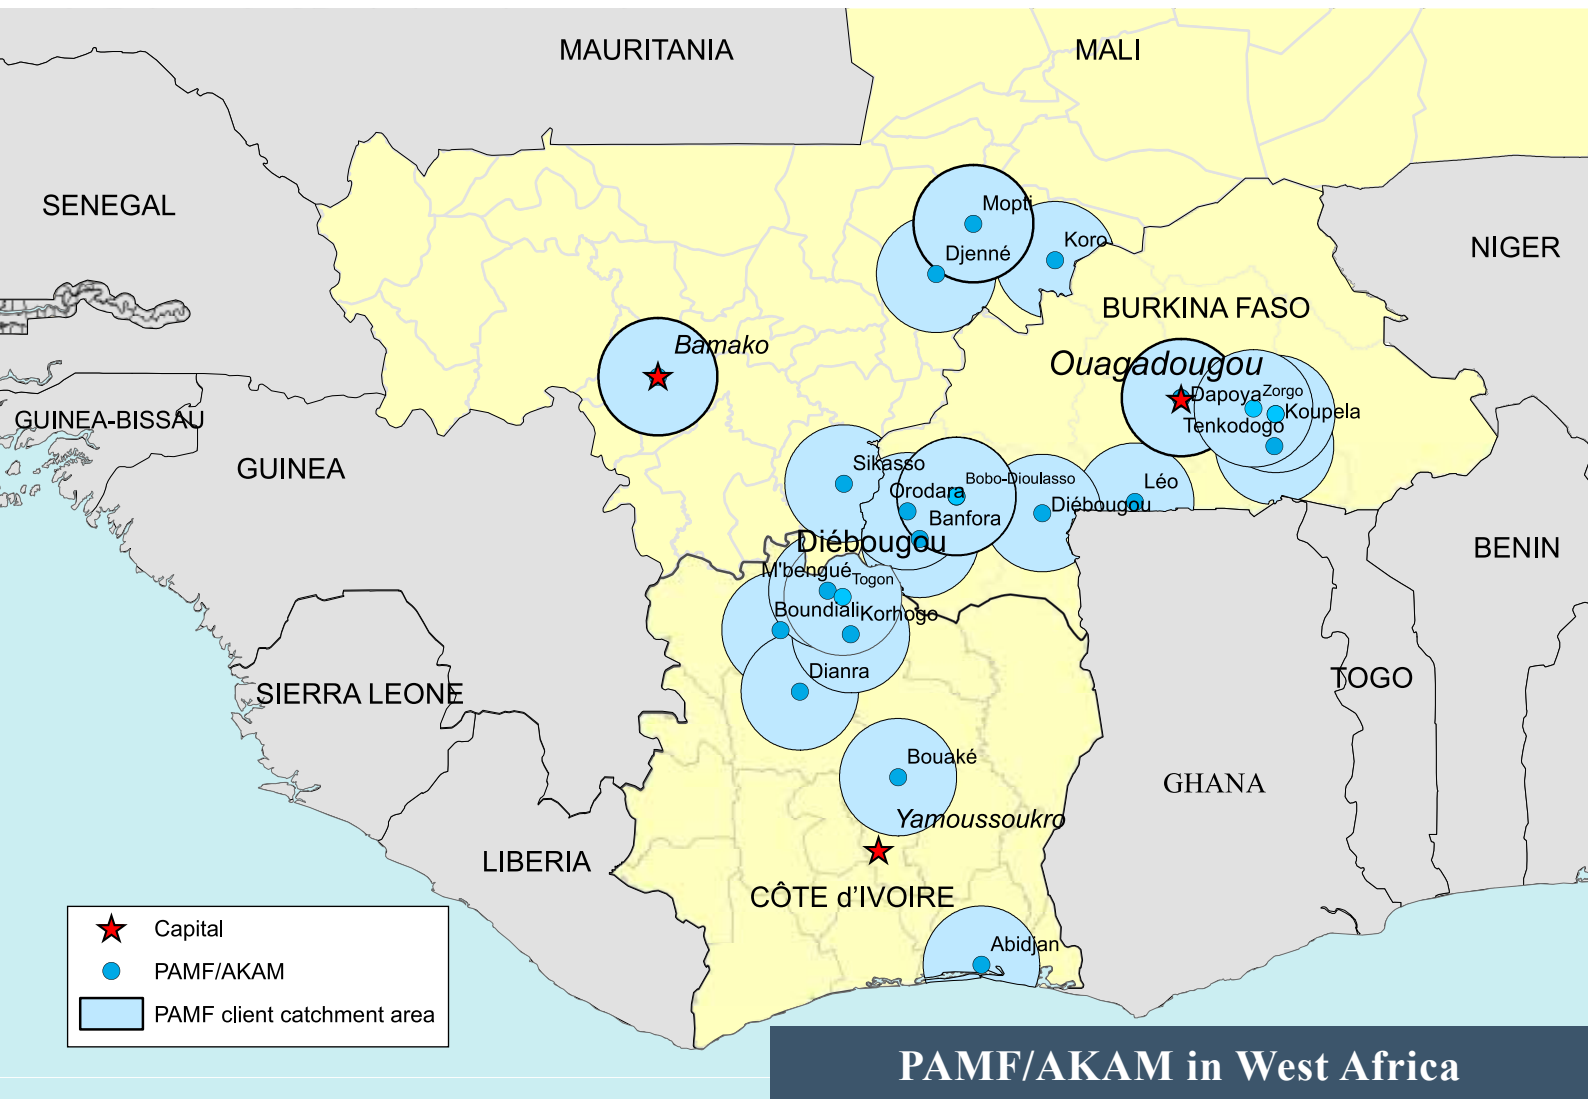 MAURITANIA
MALI
SENEGAL
Mopti
Koro
Djenné
NIGER
BURKINA FASO
Bamako
Ouagadougou
Dapoya
Zorgo
Koupela
Tenkodogo
GUINEA-BISSAU
GUINEA
Sikasso
Bobo-Dioulasso
Orodara
Léo
Diébougou
Banfora
Diébougou
BENIN
M'bengué
Togon
Boundiali
Korhogo
Dianra
SIERRA LEONE
TOGO
Bouaké
GHANA
Yamoussoukro
LIBERIA
CÔTE d'IVOIRE
Abidjan
Capital
PAMF/AKAM
PAMF client catchment area
PAMF/AKAM in West Africa